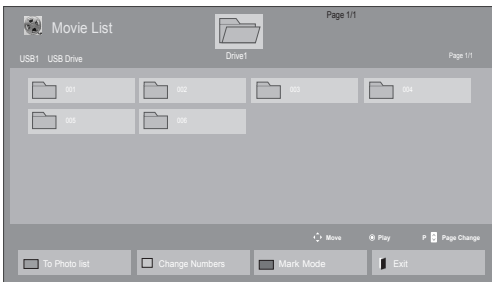 Movie List
Page 1/1
USB1 USB Drive
Drive1
Page 1/1
001 002 003 004
005 006
Move Play P Page Change
To Photo list Change Numbers Mark Mode Exit